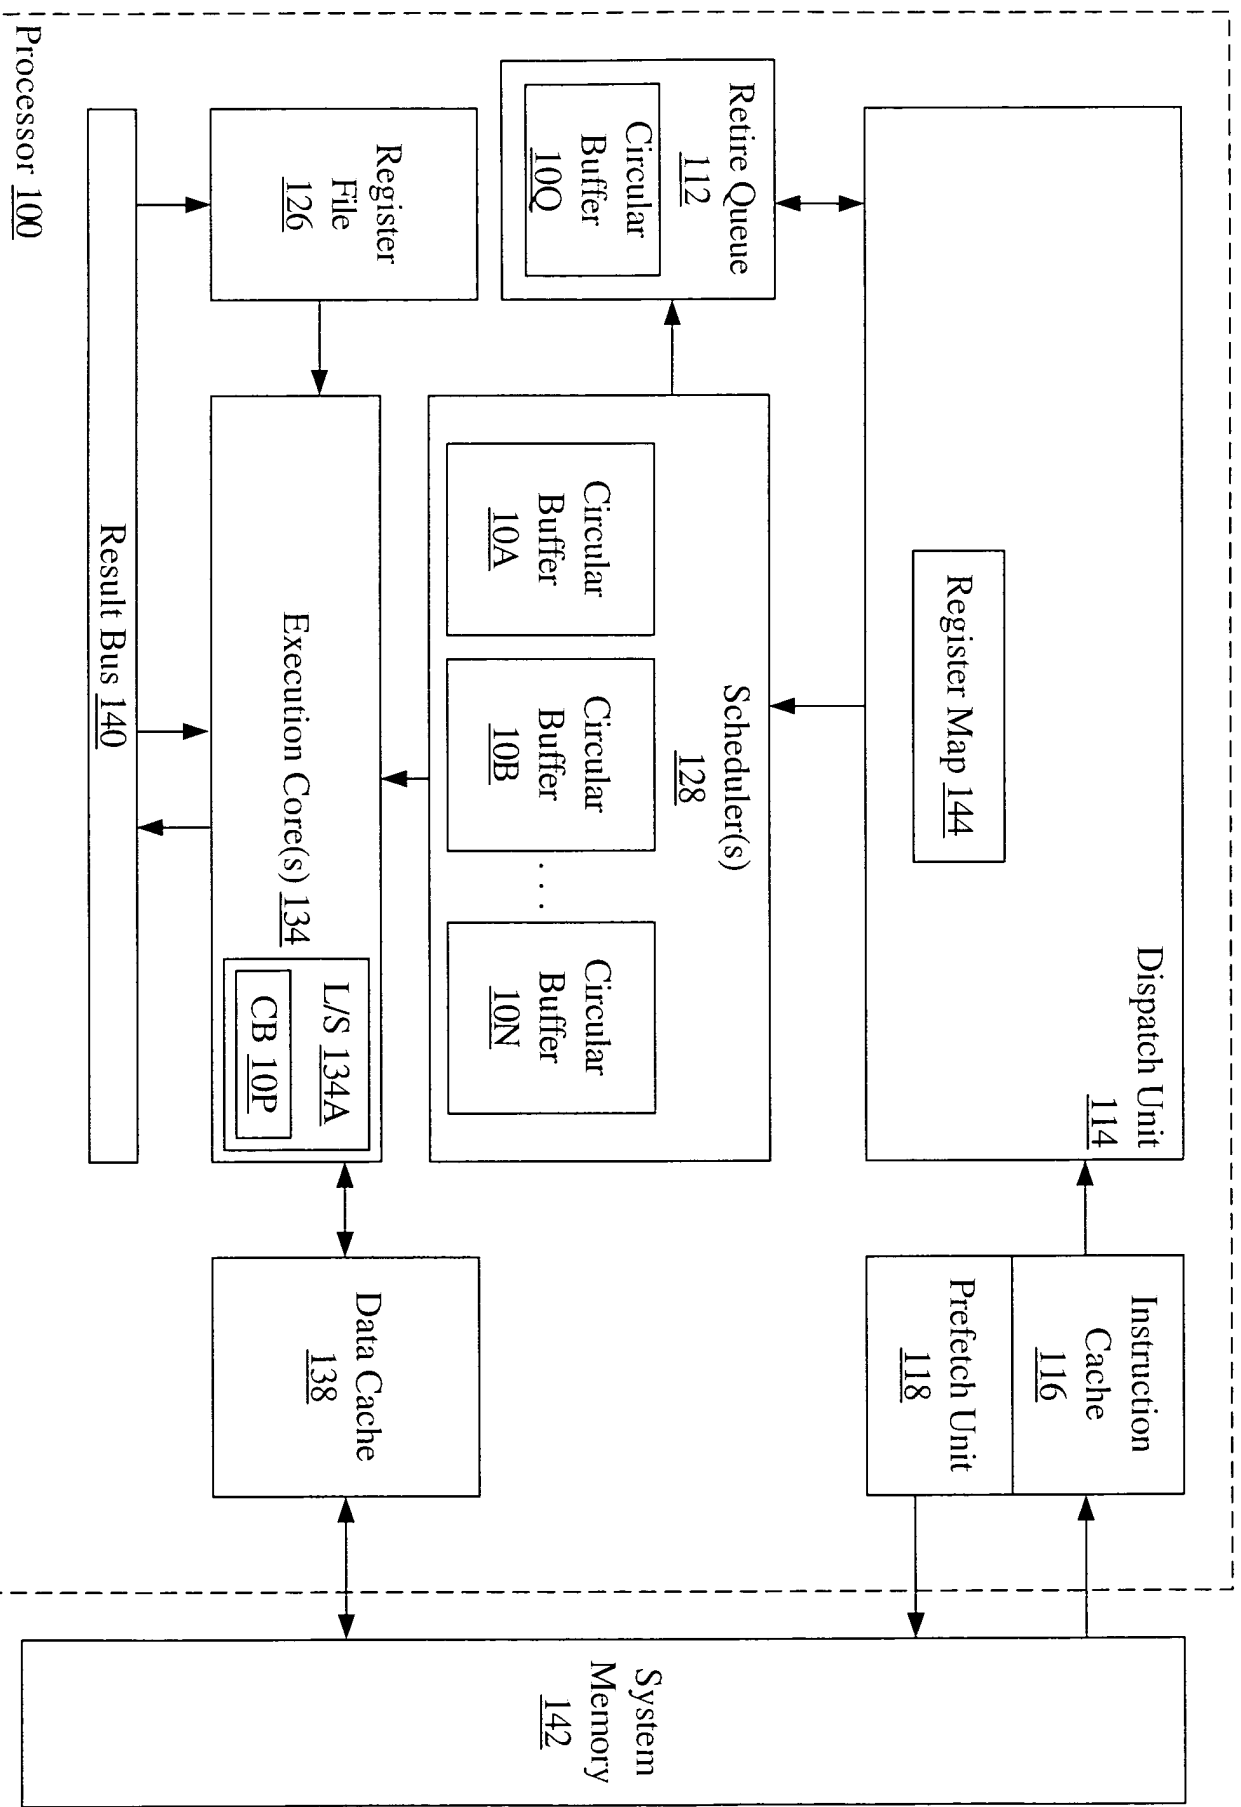 Dispatch Unit
114
Register Map 144
Instruction
Cache
116
Prefetch Unit
118
Retire Queue
112
Circular
Buffer
10Q
Scheduler(s)
128
Circular
Buffer
10A
Circular
Buffer
10B
. . .
Circular
Buffer
10N
Register
File
126
Execution Core(s) 134
L/S 134A
CB 10P
Data Cache
138
Result Bus 140
System
Memory
142
Processor 100